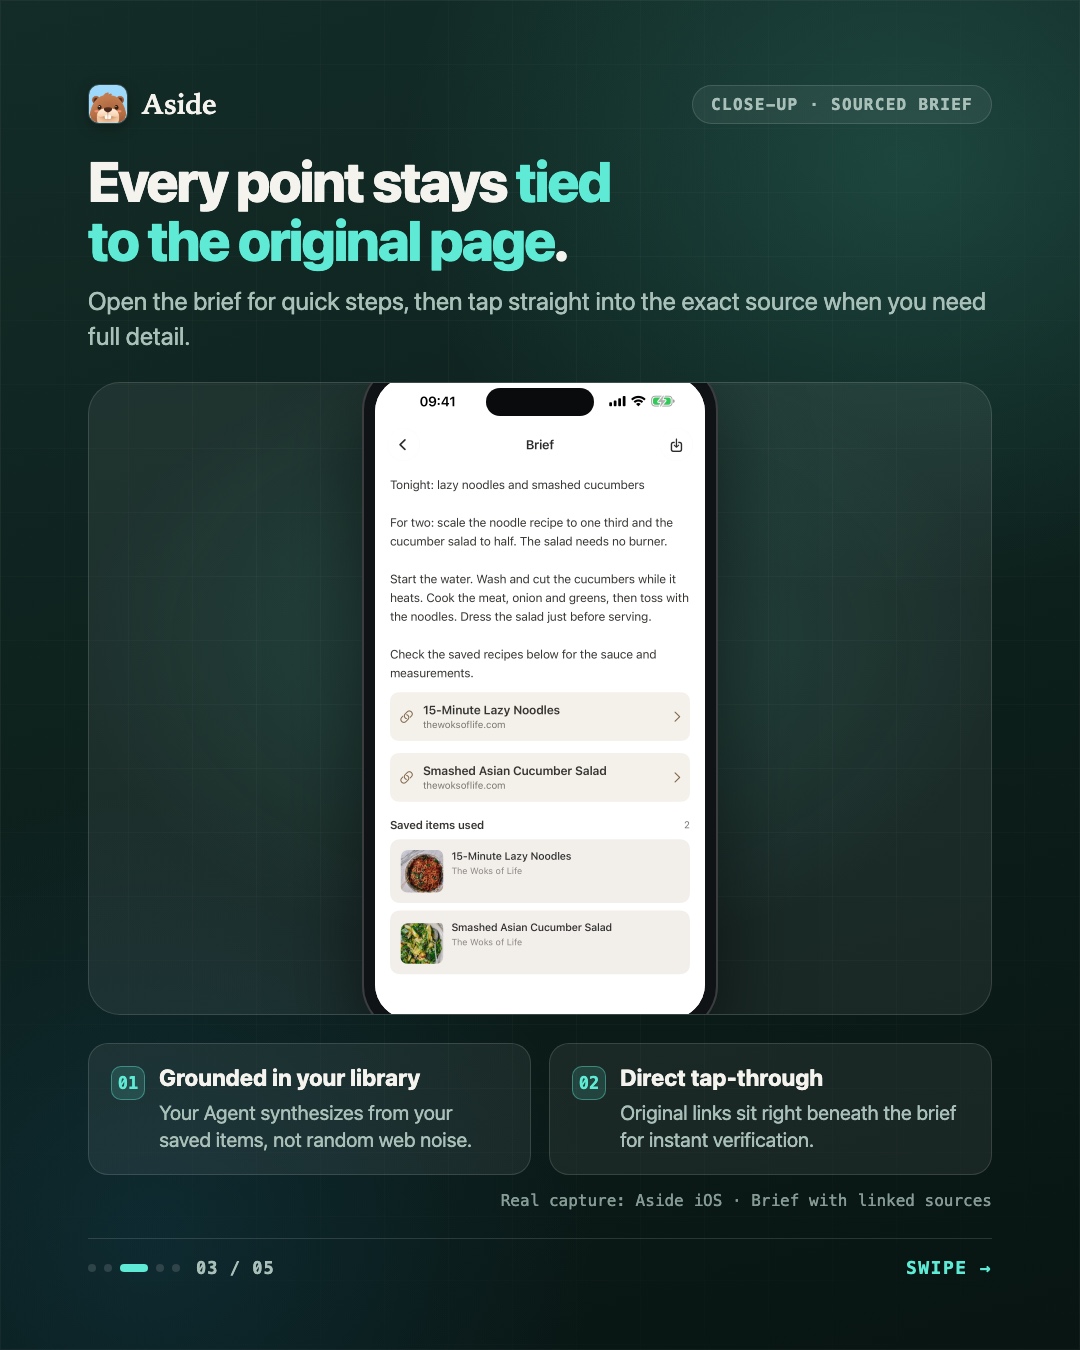 Aside
CLOSE–UP · SOURCED BRIEF
Every point stays tied
to the original page.
Open the brief for quick steps, then tap straight into the exact source when you need
full detail.
09:41
Brief
Tonight: lazy noodles and smashed cucumbers
For two: scale the noodle recipe to one third and the
cucumber salad to half. The salad needs no burner.
Start the water. Wash and cut the cucumbers while it
heats. Cook the meat, onion and greens, then toss with
the noodles. Dress the salad just before serving.
Check the saved recipes below for the sauce and
measurements.
15-Minute Lazy Noodles
thewoksoflife.com
Smashed Asian Cucumber Salad
thewoksoflife.com
Saved items used 2
15-Minute Lazy Noodles
The Woks of Life
Smashed Asian Cucumber Salad
The Woks of Life
01 Grounded in your library
Your Agent synthesizes from your
saved items, not random web noise.
02 Direct tap-through
Original links sit right beneath the brief
for instant verification.
Real capture: Aside iOS · Brief with linked sources
03 / 05
SWIPE →